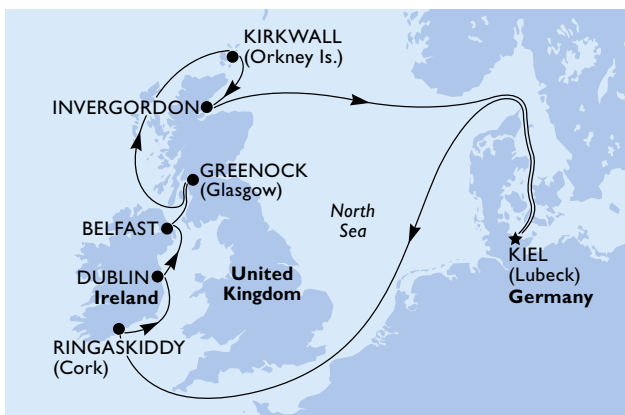 KIRKWALL
(Orkney Is.)
INVERGORDON
GREENOCK
(Glasgow)
North
Sea
BELFAST
KIEL
(Lubeck)
Germany
DUBLIN
Ireland
United
Kingdom
RINGASKIDDY
(Cork)